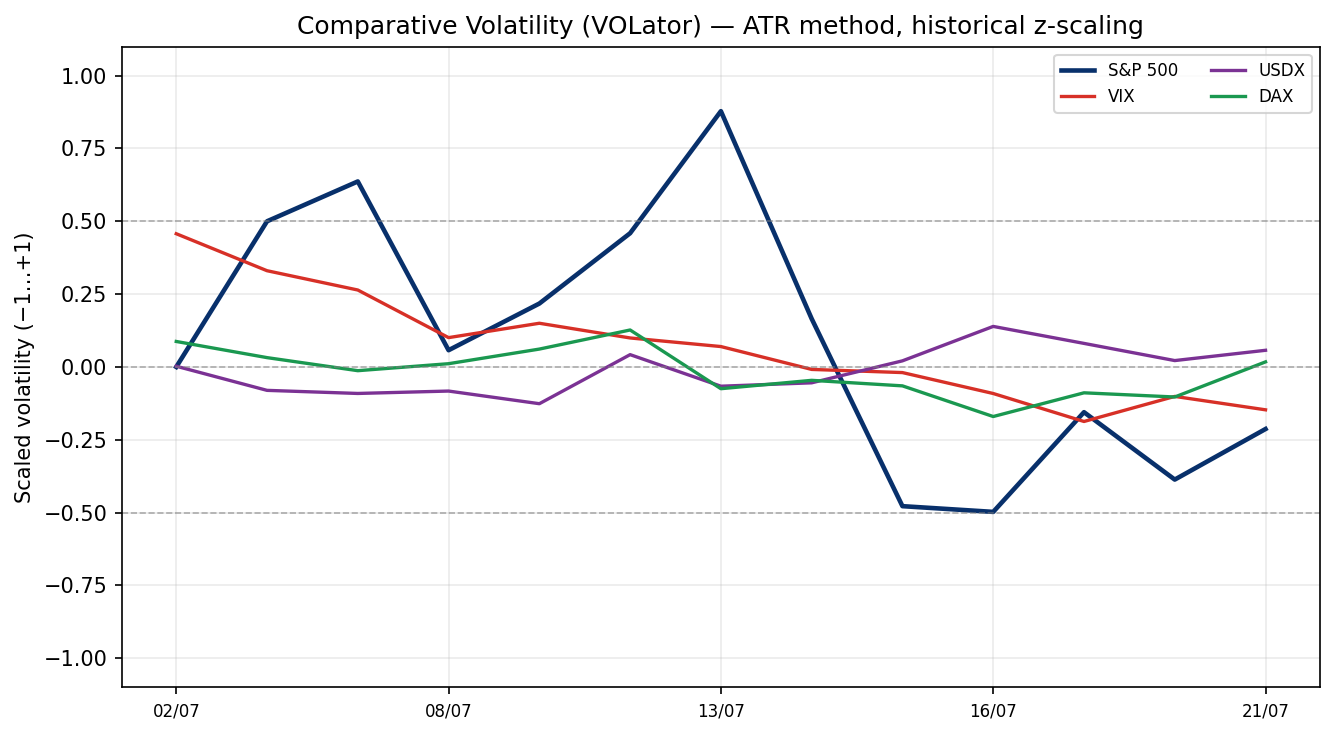 Comparative Volatility (VOLator) — ATR method, historical z-scaling
S&P 500
VIX
USDX
DAX
Scaled volatility (−1...+1)
1.00
0.75
0.50
0.25
0.00
−0.25
−0.50
−0.75
−1.00
02/07 08/07 13/07 16/07 21/07